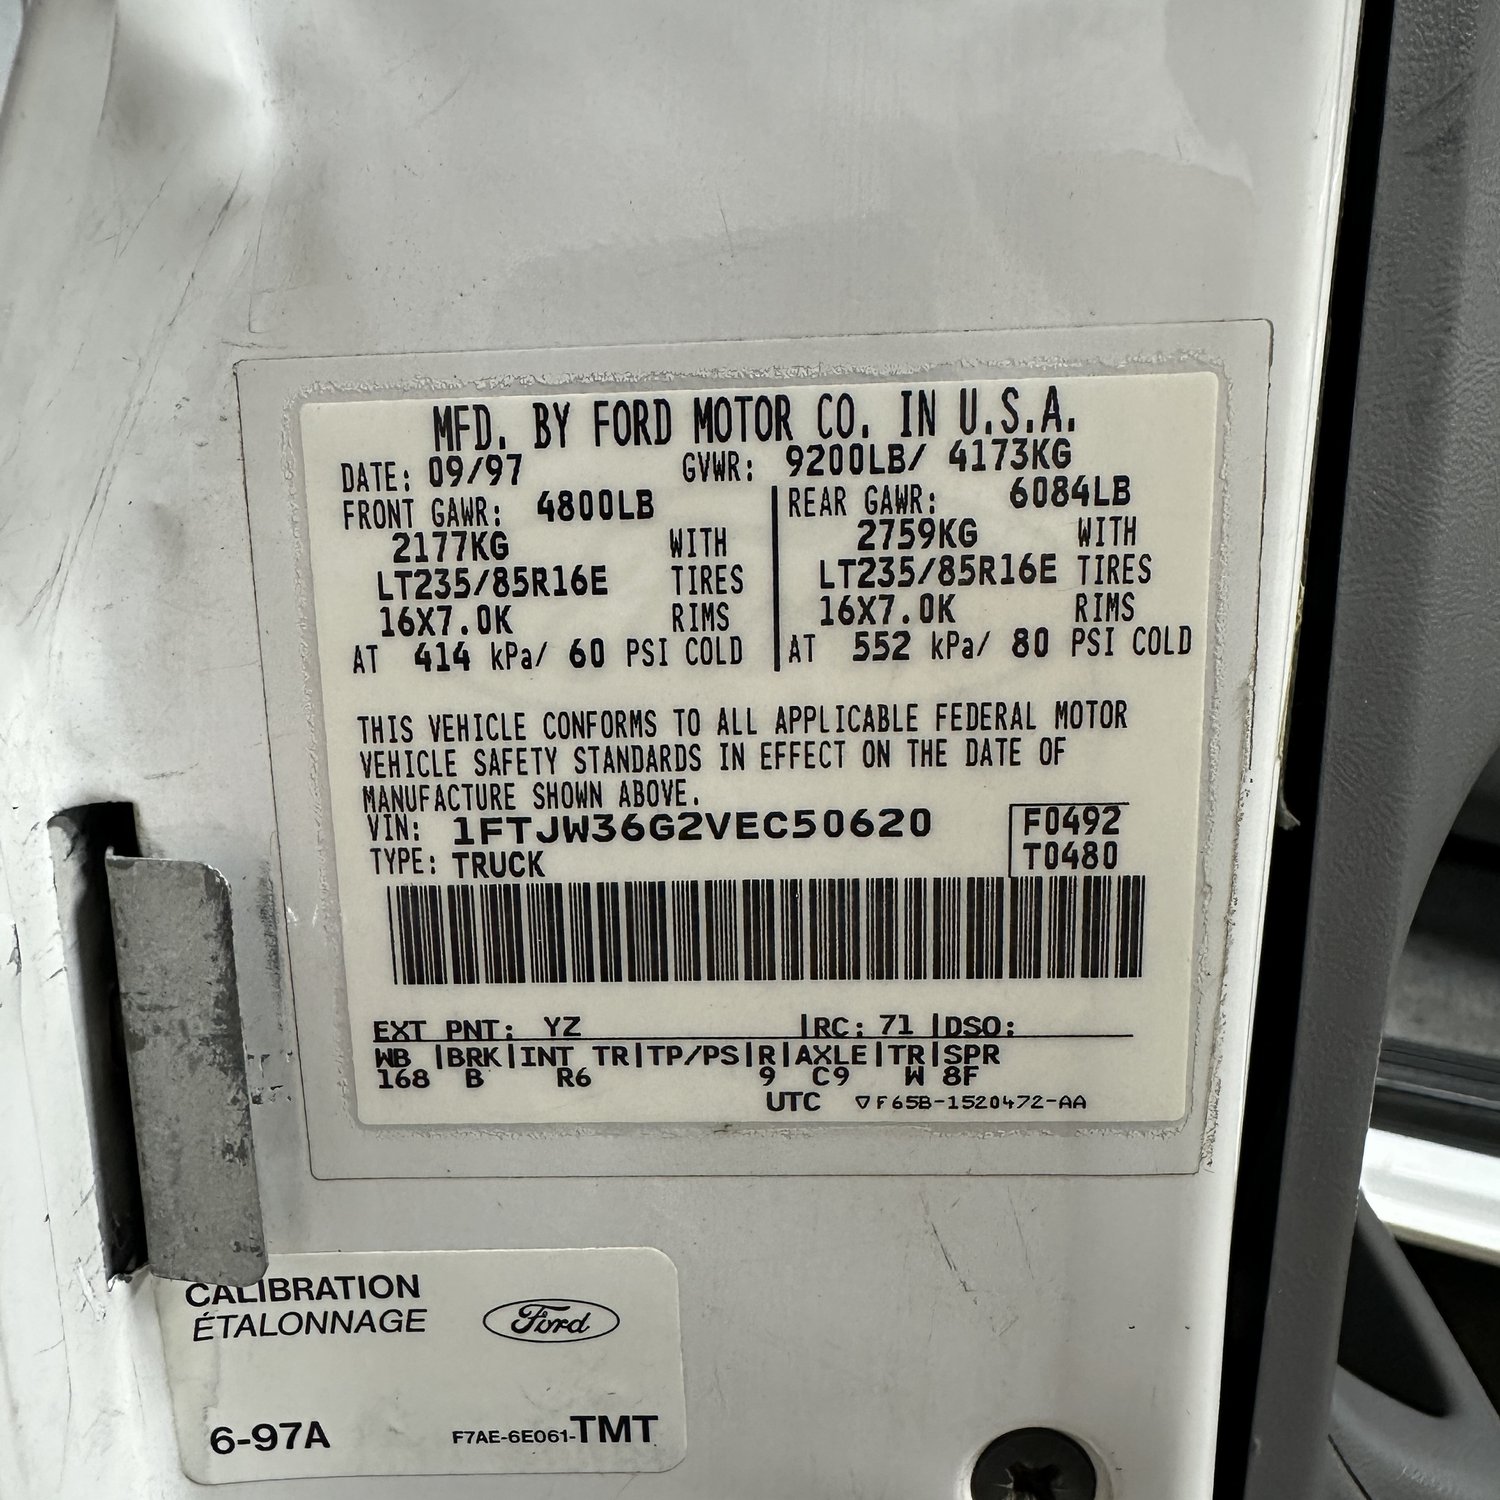 MFD. BY FORD MOTOR CO. IN U.S.A.
DATE: 09/97 GVWR: 9200LB/ 4173KG
FRONT GAWR: 4800LB REAR GAWR: 6084LB
2177KG WITH 2759KG WITH
LT235/85R16E TIRES LT235/85R16E TIRES
16X7.0K RIMS 16X7.0K RIMS
AT 414 kPa/ 60 PSI COLD AT 552 kPa/ 80 PSI COLD
THIS VEHICLE CONFORMS TO ALL APPLICABLE FEDERAL MOTOR
VEHICLE SAFETY STANDARDS IN EFFECT ON THE DATE OF
MANUFACTURE SHOWN ABOVE.
VIN: 1FTJW36G2VEC50620 F0492
TYPE: TRUCK T0480
EXT PNT: YZ |RC: 71 |DSO:
WB |BRK|INT TR|TP/PS|R|AXLE|TR|SPR
168 B R6 9 C9 W 8F
UTC ▽F65B-1520472-AA
CALIBRATION
ÉTALONNAGE
Ford
6-97A F7AE-6E061-TMT